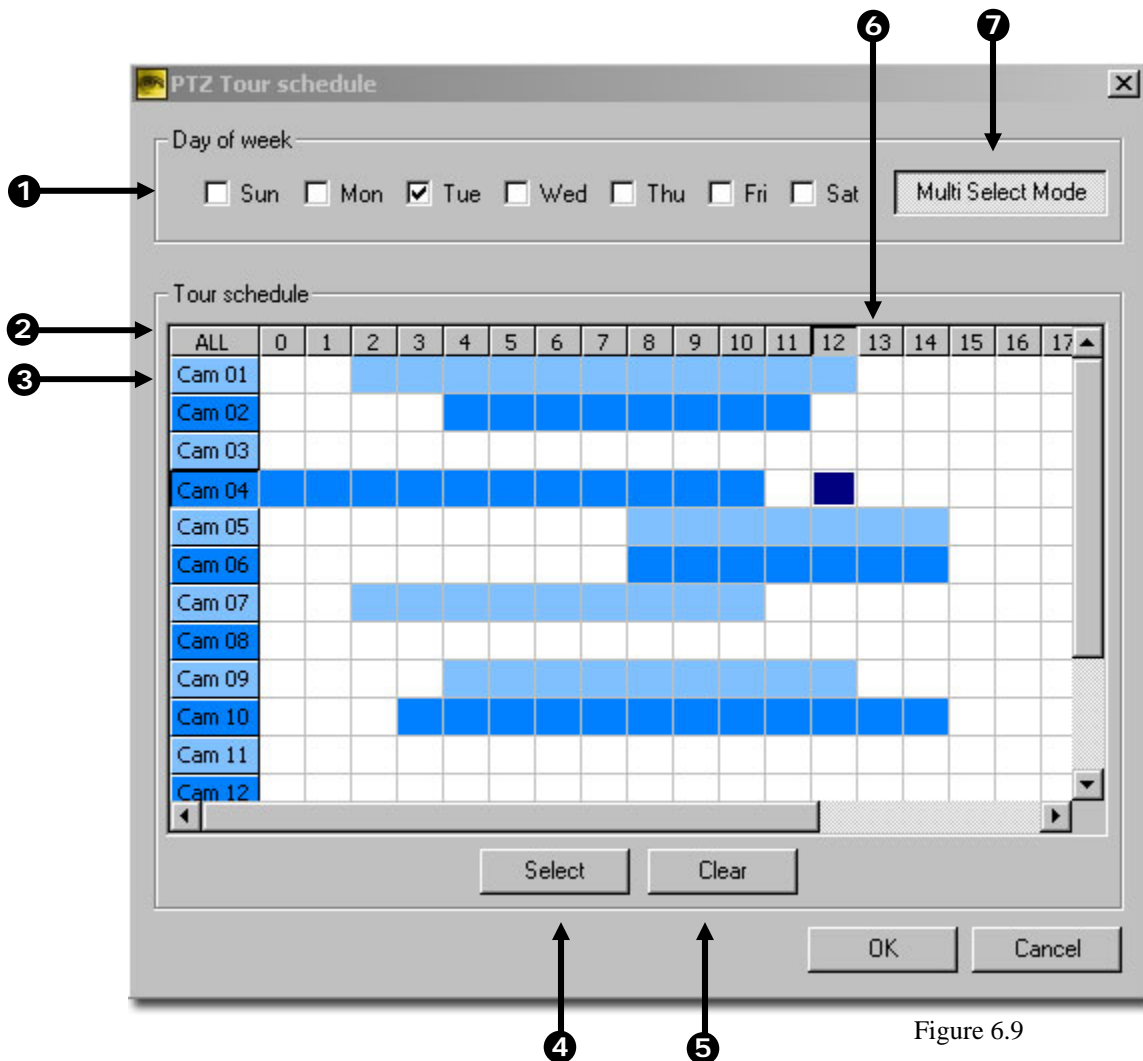 6 7
PTZ Tour schedule
Day of week
1
Sun Mon Tue Wed Thu Fri Sat Multi Select Mode
Tour schedule
2
ALL 0 1 2 3 4 5 6 7 8 9 10 11 12 13 14 15 16 17
3
Cam 01
Cam 02
Cam 03
Cam 04
Cam 05
Cam 06
Cam 07
Cam 08
Cam 09
Cam 10
Cam 11
Cam 12
Select Clear
OK Cancel
4 5
Figure 6.9